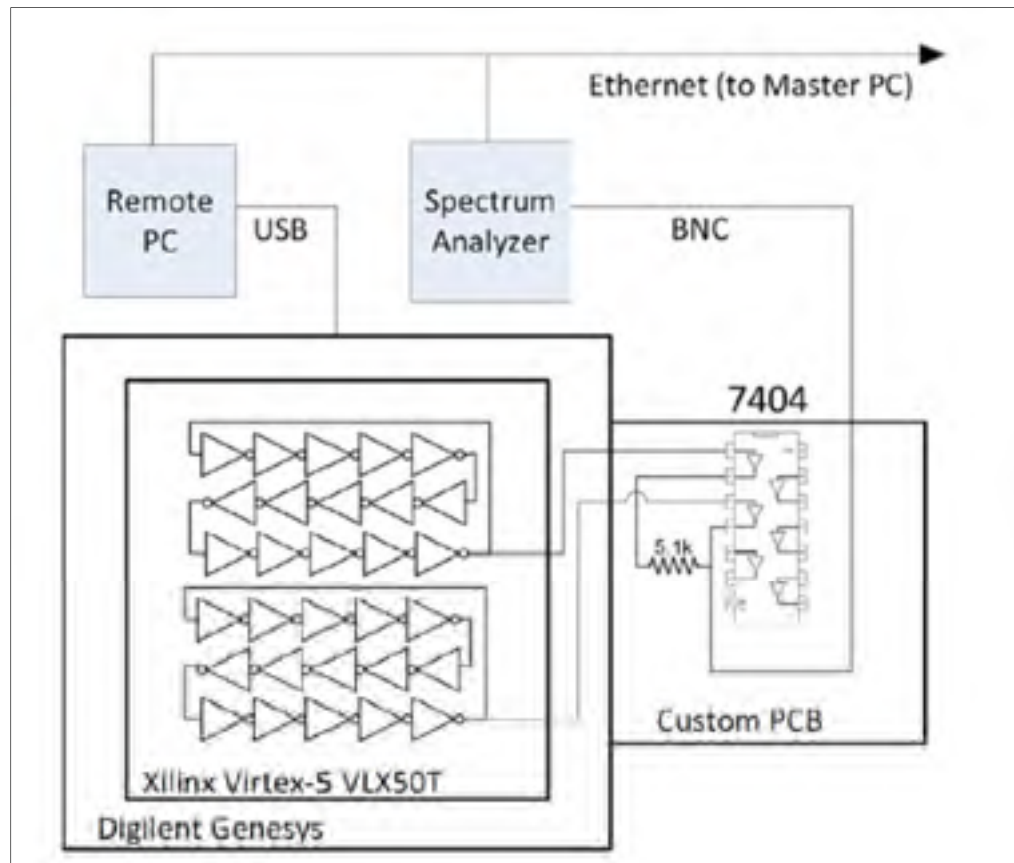 Ethernet (to Master PC)
Remote
PC
USB
Spectrum
Analyzer
BNC
7404
5.1k
Custom PCB
Xilinx Virtex-5 VLX50T
Digilent Genesys